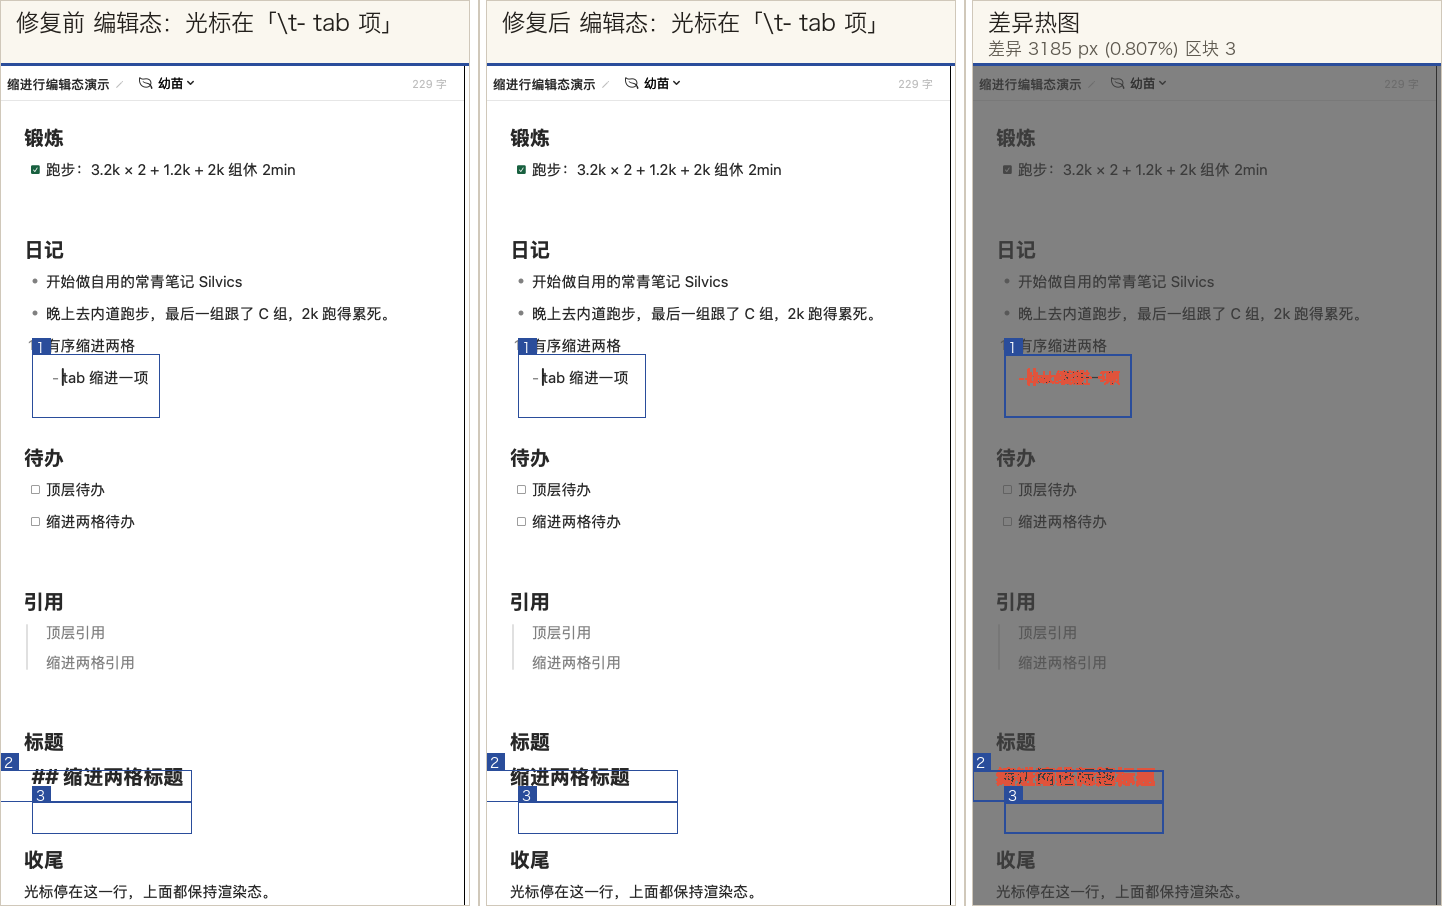 修复前 编辑态：光标在「\t- tab 项」
缩进行编辑态演示 幼苗 229 字
锻炼
跑步：3.2k × 2 + 1.2k + 2k 组休 2min
日记
开始做自用的常青笔记 Silvics
晚上去内道跑步，最后一组跟了 C 组，2k 跑得累死。
1 有序缩进两格
- tab 缩进一项
待办
顶层待办
缩进两格待办
引用
顶层引用
缩进两格引用
标题
2
## 缩进两格标题
3
收尾
光标停在这一行，上面都保持渲染态。
修复后 编辑态：光标在「\t- tab 项」
缩进行编辑态演示 幼苗 229 字
锻炼
跑步：3.2k × 2 + 1.2k + 2k 组休 2min
日记
开始做自用的常青笔记 Silvics
晚上去内道跑步，最后一组跟了 C 组，2k 跑得累死。
1 有序缩进两格
- tab 缩进一项
待办
顶层待办
缩进两格待办
引用
顶层引用
缩进两格引用
标题
2
缩进两格标题
3
收尾
光标停在这一行，上面都保持渲染态。
差异热图
差异 3185 px (0.807%) 区块 3
缩进行编辑态演示 幼苗 229 字
锻炼
跑步：3.2k × 2 + 1.2k + 2k 组休 2min
日记
开始做自用的常青笔记 Silvics
晚上去内道跑步，最后一组跟了 C 组，2k 跑得累死。
1 有序缩进两格
待办
顶层待办
缩进两格待办
引用
顶层引用
缩进两格引用
标题
2
3
收尾
光标停在这一行，上面都保持渲染态。